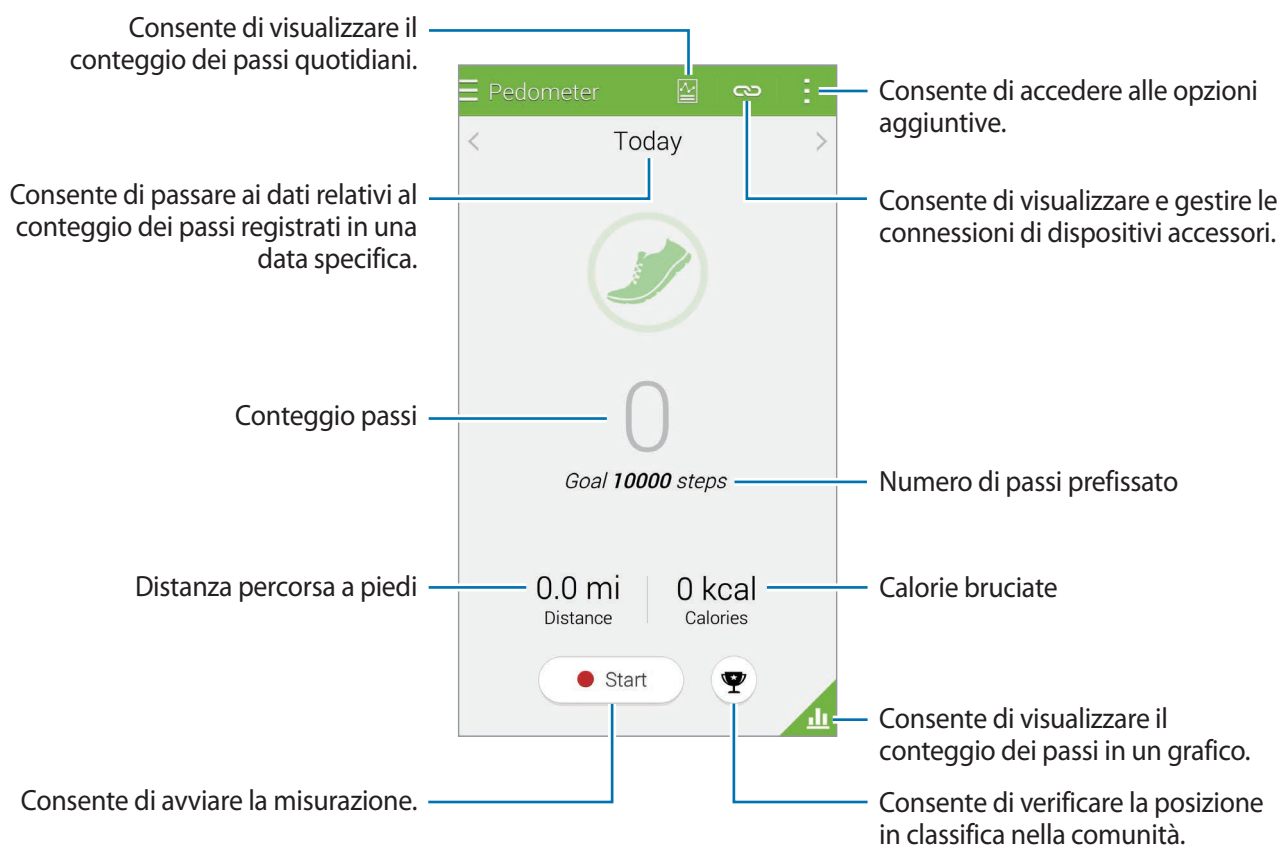 Consente di visualizzare il
conteggio dei passi quotidiani.
Pedometer
Consente di accedere alle opzioni
aggiuntive.
Today
Consente di passare ai dati relativi al
conteggio dei passi registrati in una
data specifica.
Consente di visualizzare e gestire le
connessioni di dispositivi accessori.
Conteggio passi
0
Goal 10000 steps
Numero di passi prefissato
Distanza percorsa a piedi
0.0 mi
Distance
0 kcal
Calories
Calorie bruciate
Start
Consente di visualizzare il
conteggio dei passi in un grafico.
Consente di avviare la misurazione.
Consente di verificare la posizione
in classifica nella comunità.